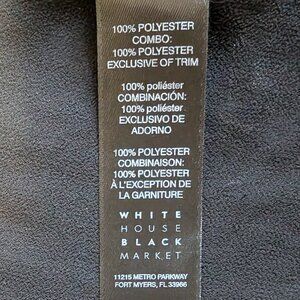 100% POLYESTER
COMBO:
100% POLYESTER
EXCLUSIVE OF TRIM
100% poliéster
COMBINACIÓN:
100% poliéster
EXCLUSIVO DE
ADORNO
100% POLYESTER
COMBINAISON:
100% POLYESTER
À L'EXCEPTION DE
LA GARNITURE
WHITE
HOUSE
BLACK
MARKET
11215 METRO PARKWAY
FORT MYERS, FL 33966